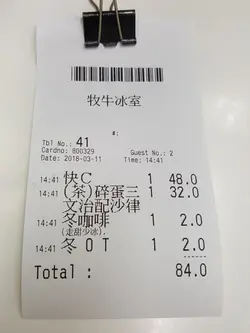 牧牛冰室
#:
Tbl No.: 41
Cardno: 800329 Guest No.: 2
Date: 2018-03-11 Time: 14:41
14:41 快C 1 48.0
14:41 (茶)碎蛋三 1 32.0
文治配沙律
14:41 冬咖啡 1 2.0
(走甜少冰).
14:41 冬 O T 1 2.0
Total: 84.0